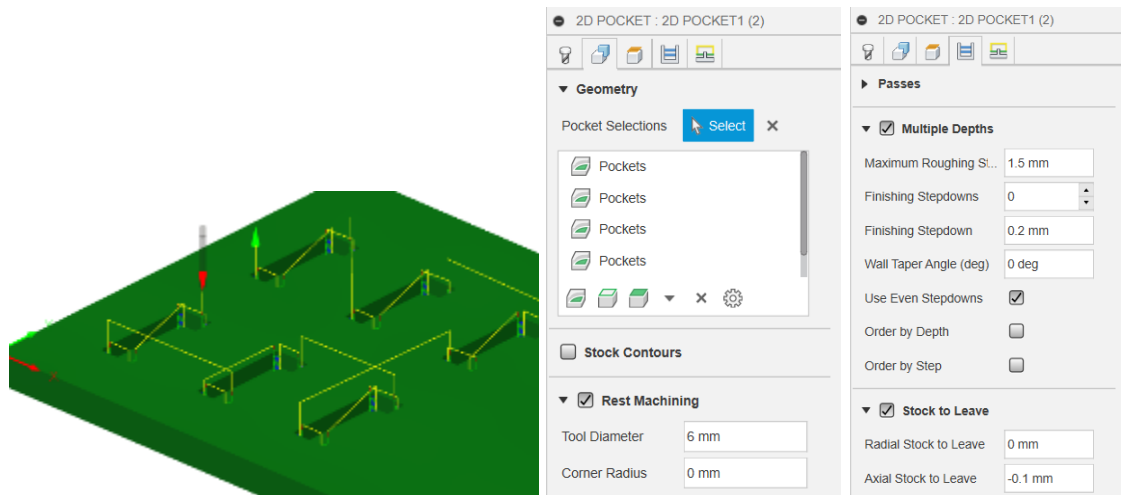 2D POCKET : 2D POCKET1 (2)
Geometry
Pocket Selections Select
Pockets
Pockets
Pockets
Pockets
Stock Contours
Rest Machining
Tool Diameter 6 mm
Corner Radius 0 mm
2D POCKET : 2D POCKET1 (2)
Passes
Multiple Depths
Maximum Roughing St... 1.5 mm
Finishing Stepdowns 0
Finishing Stepdown 0.2 mm
Wall Taper Angle (deg) 0 deg
Use Even Stepdowns
Order by Depth
Order by Step
Stock to Leave
Radial Stock to Leave 0 mm
Axial Stock to Leave -0.1 mm